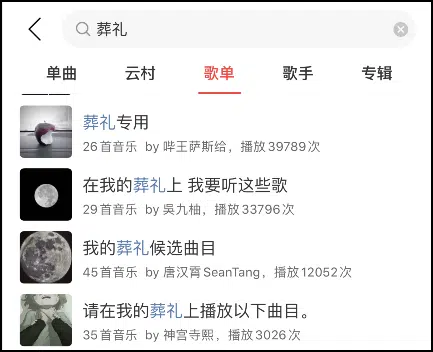 葬礼
单曲 云村 歌单 歌手 专辑
葬礼专用
26首音乐 by 哔王萨斯给，播放39789次
在我的葬礼上 我要听这些歌
29首音乐 by 吳九柚，播放33796次
我的葬礼候选曲目
45首音乐 by 唐汉霄SeanTang，播放12052次
请在我的葬礼上播放以下曲目。
35首音乐 by 神宫寺熙，播放3026次